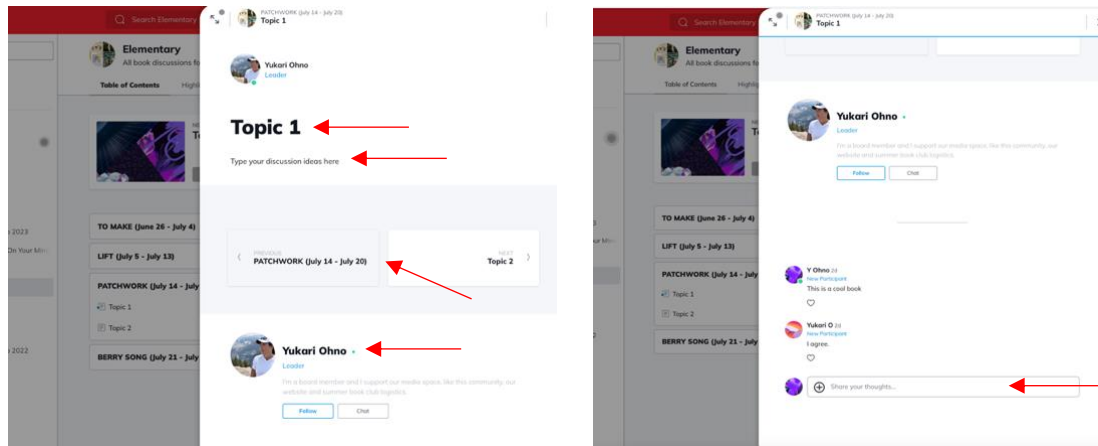 Search Elementary
PATCHWORK (July 14 - July 20)
Topic 1
Elementary
All book discussions fo
Table of Contents Highli
Yukari Ohno
Leader
Topic 1
Type your discussion ideas here
PREVIOUS
PATCHWORK (July 14 - July 20)
NEXT
Topic 2
2023
On Your Min
TO MAKE (June 26 - July 4)
LIFT (July 5 - July 13)
PATCHWORK (July 14 - July
Topic 1
Topic 2
BERRY SONG (July 21 - July
2022
Yukari Ohno
Leader
I'm a board member and I support our media space, like this community, our
website and summer book club logistics.
Follow Chat
Search Elementary
PATCHWORK (July 14 - July 20)
Topic 1
Elementary
All book discussions fo
Table of Contents Highlig
TO MAKE (June 26 - July 4)
LIFT (July 5 - July 13)
PATCHWORK (July 14 - July
Topic 1
Topic 2
BERRY SONG (July 21 - July
Yukari Ohno
Leader
I'm a board member and I support our media space, like this community, our
website and summer book club logistics.
Follow Chat
Y Ohno 2d
New Participant
This is a cool book
Yukari O 2d
New Participant
I agree.
Share your thoughts...